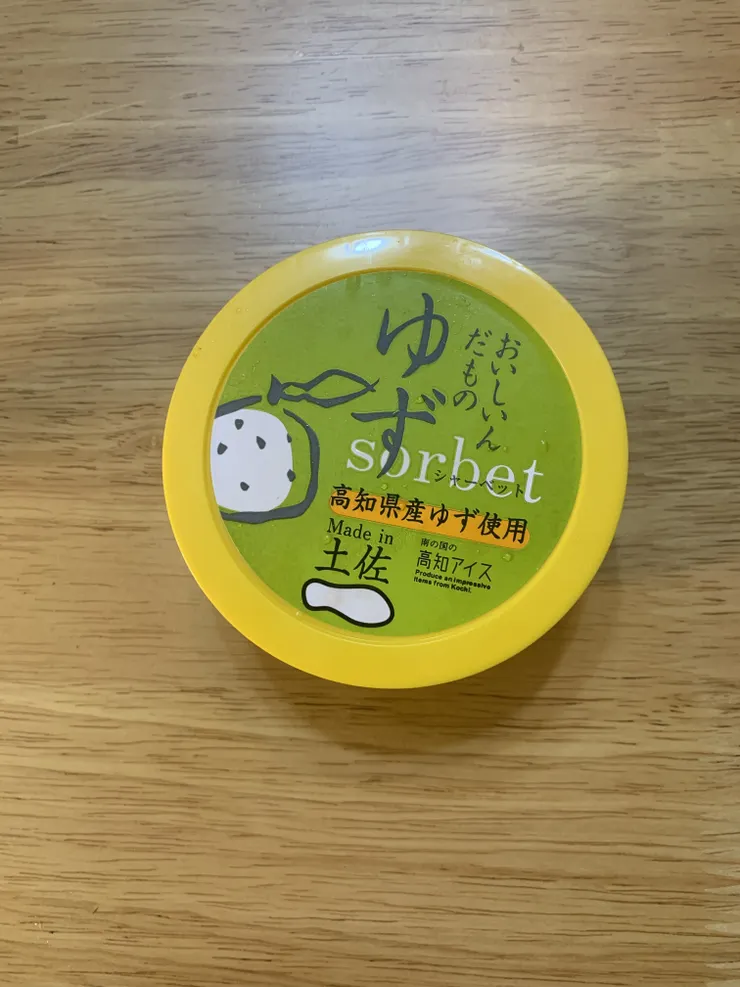 おいしいん
だもの
ゆず
sorbet
シャーベット
高知県産ゆず使用
Made in
土佐
南の国の
高知アイス
Produce an impressive
items from Kochi.